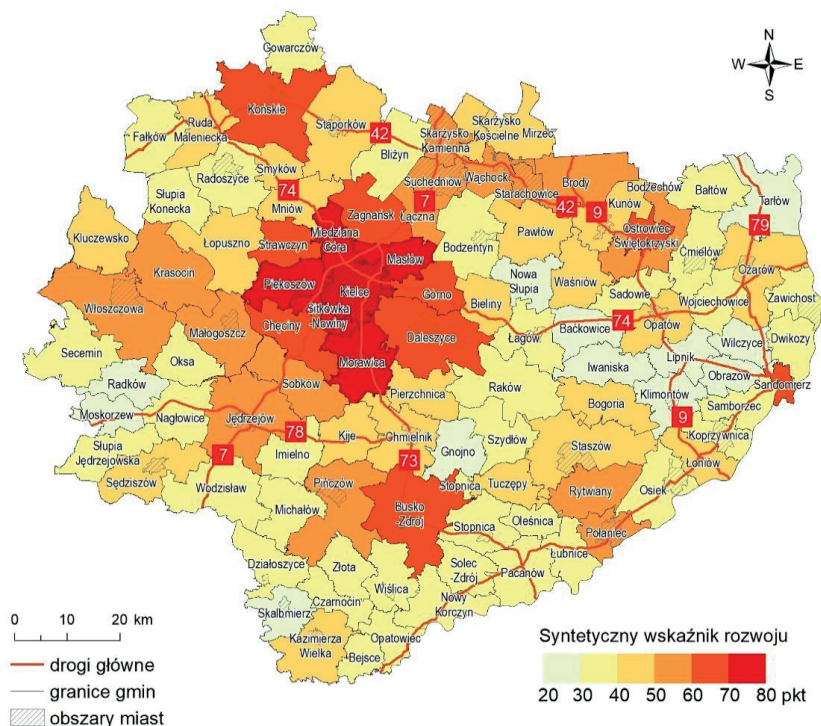 Gowarczów
N
W E
S
Końskie
Fałków
Ruda
Maleniecka
Stąporków
42
Skarżysko
Kościelne
Mirzec
Skarżysko
Kamienna
Bliżyn
Radoszyce
Smyków
Słupia
Konecka
74
Mniów
Suchedniów
Wąchock
Starachowice
Brody
7
42
9
Kunów
Bodzechów
Bałtów
Tarłów
79
Zagnańsk
Łączna
Kluczewsko
Łopuszno
Strawczyn
Miedziana
Góra
Masłów
Bodzentyn
Pawłów
Ostrowiec
Świętokrzyski
Ćmielów
Ożarów
Krasocin
Piekoszów
Kielce
Górno
Nowa
Słupia
Waśniów
Sadowie
Wojciechowice
Zawichost
Włoszczowa
Sitkówka
-Nowiny
Bieliny
74
Małogoszcz
Chęciny
Daleszyce
Łagów
Baćkowice
Opatów
Dwikozy
Secemin
Oksa
Morawica
Iwaniska
Lipnik
Wilczyce
Radków
Sobków
Pierzchnica
Raków
Klimontów
Obrazów
Sandomierz
Moskorzew
Nagłowice
Jędrzejów
Bogoria
Samborzec
9
78
Kije
Chmielnik
Koprzywnica
Słupia
Jędrzejowska
7
Imielno
73
Gnojno
Szydłów
Staszów
Łoniów
Sędziszów
Wodzisław
Pińczów
Stopnica
Tuczępy
Rytwiany
Osiek
Michałów
Busko
-Zdrój
Połaniec
Stopnica
Oleśnica
Łubnice
Działoszyce
Złota
Solec
-Zdrój
Pacanów
Wiślica
Skalbmierz
Czarnocin
Nowy
Korczyn
Kazimierza
Wielka
Opatowiec
Bejsce
0 10 20 km
drogi główne
granice gmin
obszary miast
Syntetyczny wskaźnik rozwoju
20 30 40 50 60 70 80 pkt